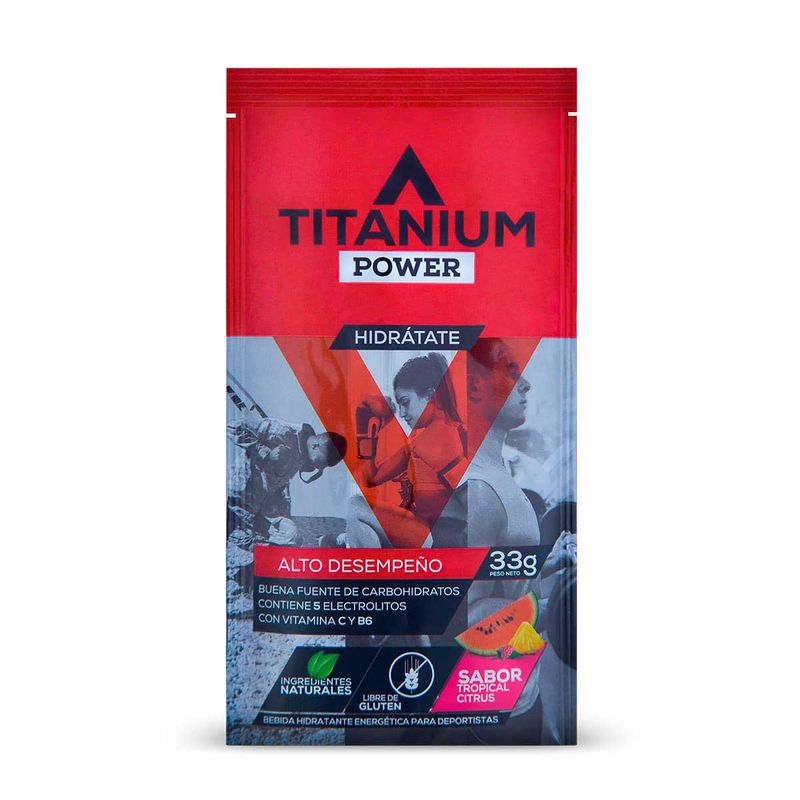 TITANIUM
POWER
HIDRÁTATE
ALTO DESEMPEÑO
33g
PESO NETO
BUENA FUENTE DE CARBOHIDRATOS
CONTIENE 5 ELECTROLITOS
CON VITAMINA C Y B6
INGREDIENTES
NATURALES
LIBRE DE
GLUTEN
SABOR
TROPICAL
CITRUS
BEBIDA HIDRATANTE ENERGÉTICA PARA DEPORTISTAS